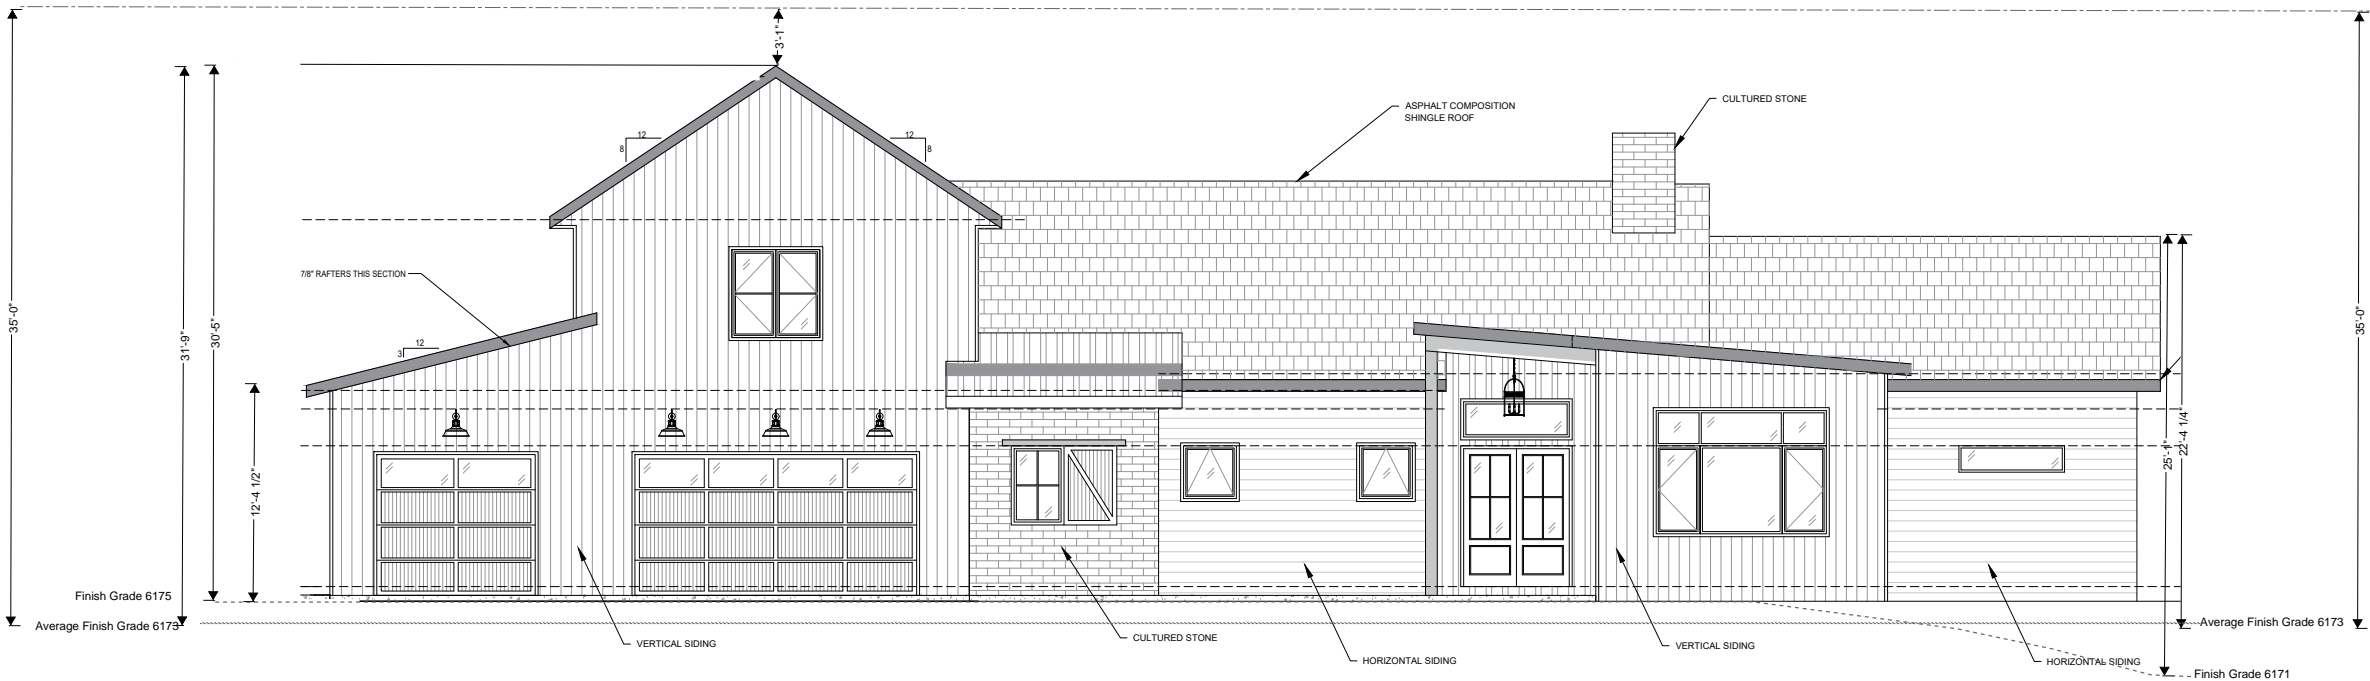 3'-1"
ASPHALT COMPOSITION
SHINGLE ROOF
CULTURED STONE
12
8
12
8
7/8" RAFTERS THIS SECTION
12
3
35'-0"
31'-9"
30'-5"
12'-4 1/2"
35'-0"
22'-4 1/4"
25'-1"
Finish Grade 6175
Average Finish Grade 6173
VERTICAL SIDING
CULTURED STONE
HORIZONTAL SIDING
VERTICAL SIDING
HORIZONTAL SIDING
Average Finish Grade 6173
Finish Grade 6171